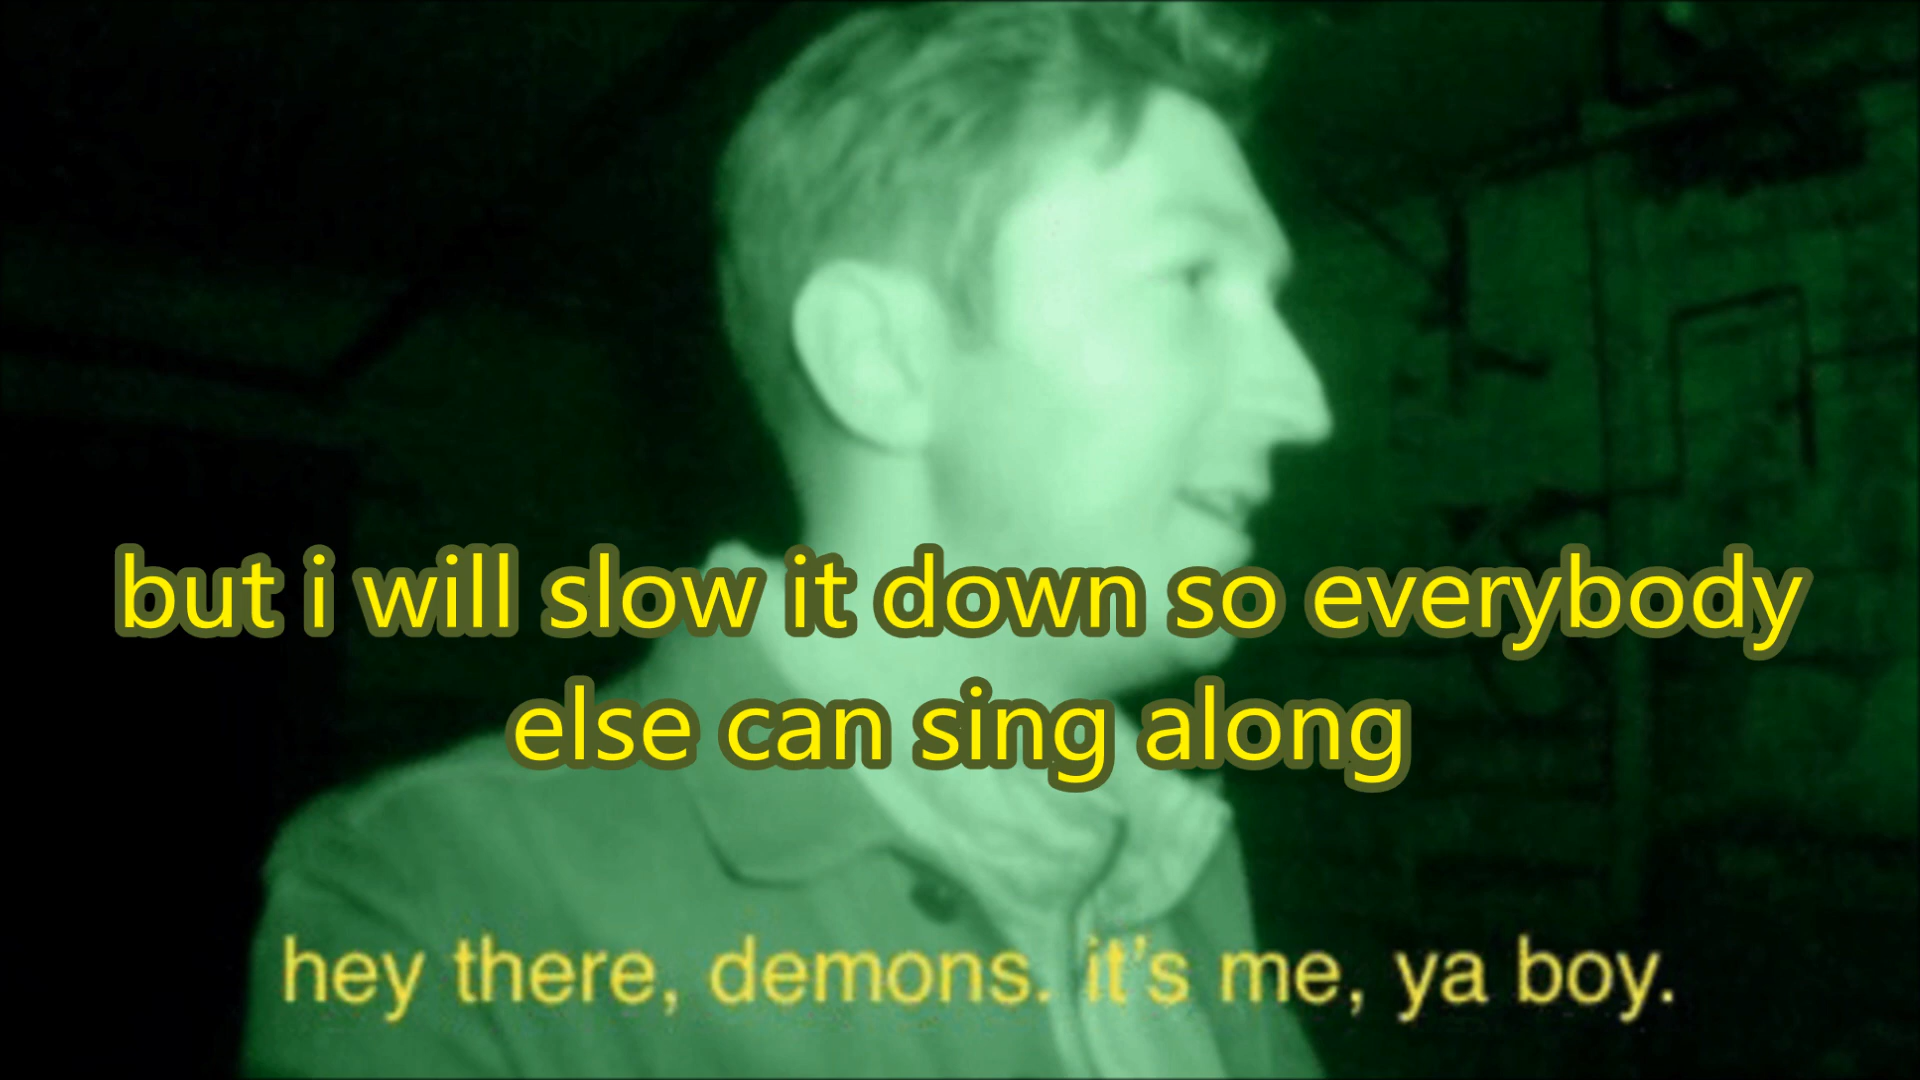 but i will slow it down so everybody
else can sing along
hey there, demons. it's me, ya boy.